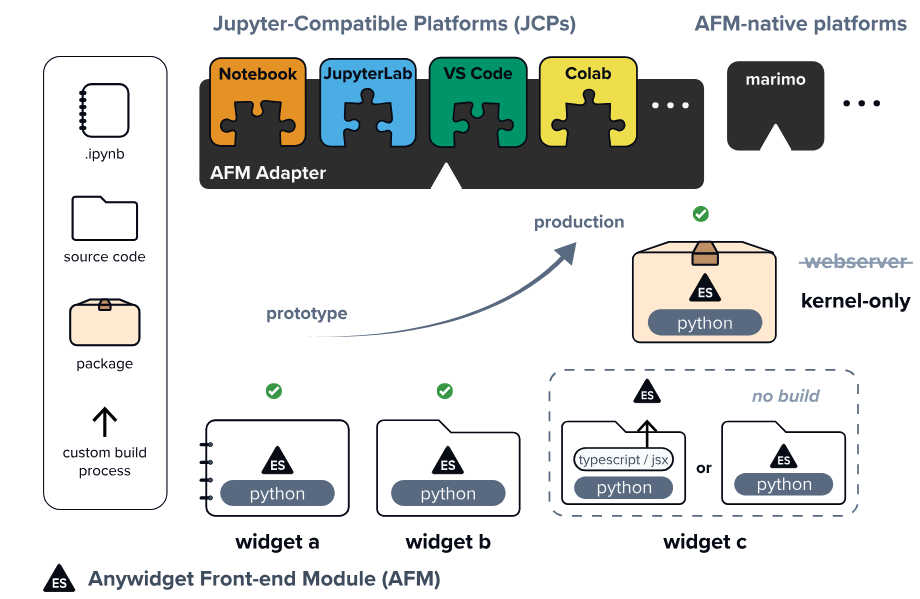 Jupyter-Compatible Platforms (JCPs)
AFM-native platforms
Notebook
JupyterLab
VS Code
Colab
...
marimo
...
AFM Adapter
.ipynb
source code
package
custom build
process
production
prototype
webserver
kernel-only
ES
python
ES
python
widget a
ES
python
widget b
ES
no build
typescript / jsx
python
or
ES
python
widget c
ES
Anywidget Front-end Module (AFM)